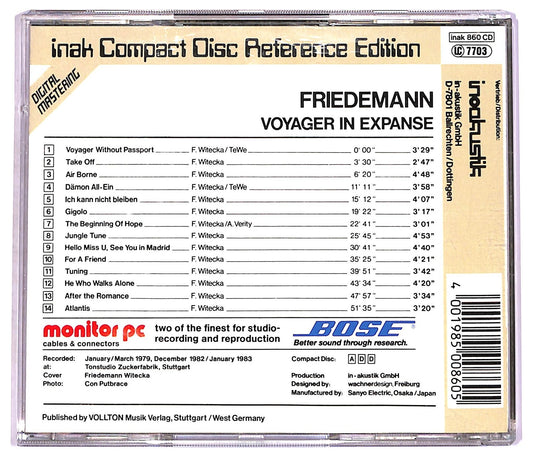 inak Compact Disc Reference Edition
DIGITAL
MASTERING
inak 860 CD
LC 7703
FRIEDEMANN
VOYAGER IN EXPANSE
1 Voyager Without Passport F. Witecka / TeWe 0' 00" 3'29"
2 Take Off F. Witecka 3' 30" 2'47"
3 Air Borne F. Witecka 6' 20" 4'48"
4 Dämon All-Ein F. Witecka / TeWe 11' 11" 3'58"
5 Ich kann nicht bleiben F. Witecka 15' 12" 4'07"
6 Gigolo F. Witecka 19' 22" 3'17"
7 The Beginning Of Hope F. Witecka / A. Verity 22' 41" 3'01"
8 Jungle Tune F. Witecka 25' 45" 4'53"
9 Hello Miss U, See You in Madrid F. Witecka 30' 41" 4'40"
10 For A Friend F. Witecka 35' 25" 4'21"
11 Tuning F. Witecka 39' 51" 3'42"
12 He Who Walks Alone F. Witecka 43' 34" 4'20"
13 After the Romance F. Witecka 47' 57" 3'34"
14 Atlantis F. Witecka 51' 35" 3'20"
monitor pc
cables & connectors
two of the finest for studio-
recording and reproduction
BOSE
Better sound through research.
Recorded: January / March 1979, December 1982 / January 1983
at: Tonstudio Zuckerfabrik, Stuttgart
Cover Friedemann Witecka
Photo: Con Putbrace
Compact Disc: A D D
Production in-akustik GmbH
Designed by: wachnerdesign, Freiburg
Manufactured by: Sanyo Electric, Osaka / Japan
Published by VOLLTON Musik Verlag, Stuttgart / West Germany
inakustik
Vertrieb / Distribution:
in-akustik GmbH
D-7801 Ballrechten / Dottingen
4 001985 008605